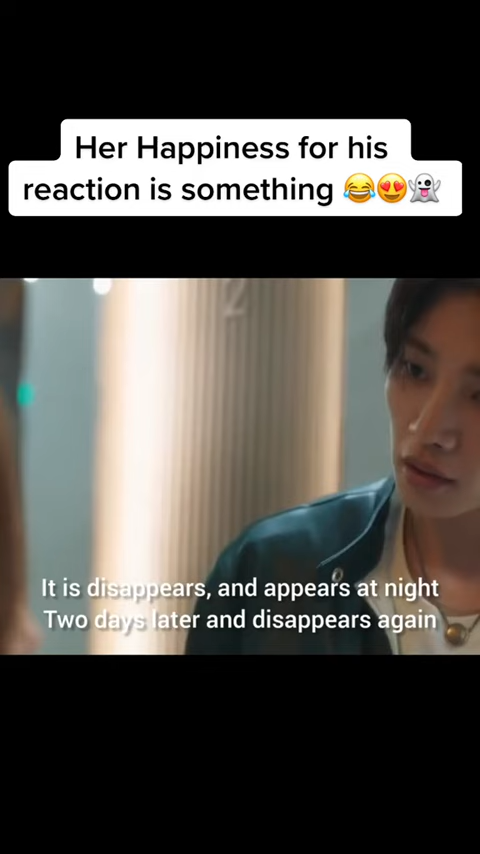 Her Happiness for his
reaction is something 😂😍👻
2
It is disappears, and appears at night
Two days later and disappears again